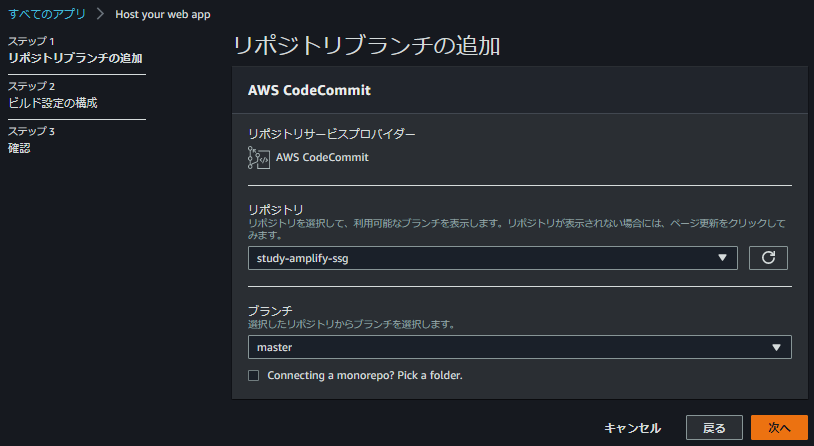 すべてのアプリ > Host your web app
ステップ 1
リポジトリブランチの追加
ステップ 2
ビルド設定の構成
ステップ 3
確認
リポジトリブランチの追加
AWS CodeCommit
リポジトリサービスプロバイダー
AWS CodeCommit
リポジトリ
リポジトリを選択して、利用可能なブランチを表示します。リポジトリが表示されない場合には、ページ更新をクリックして
みます。
study-amplify-ssg
ブランチ
選択したリポジトリからブランチを選択します。
master
Connecting a monorepo? Pick a folder.
キャンセル 戻る 次へ